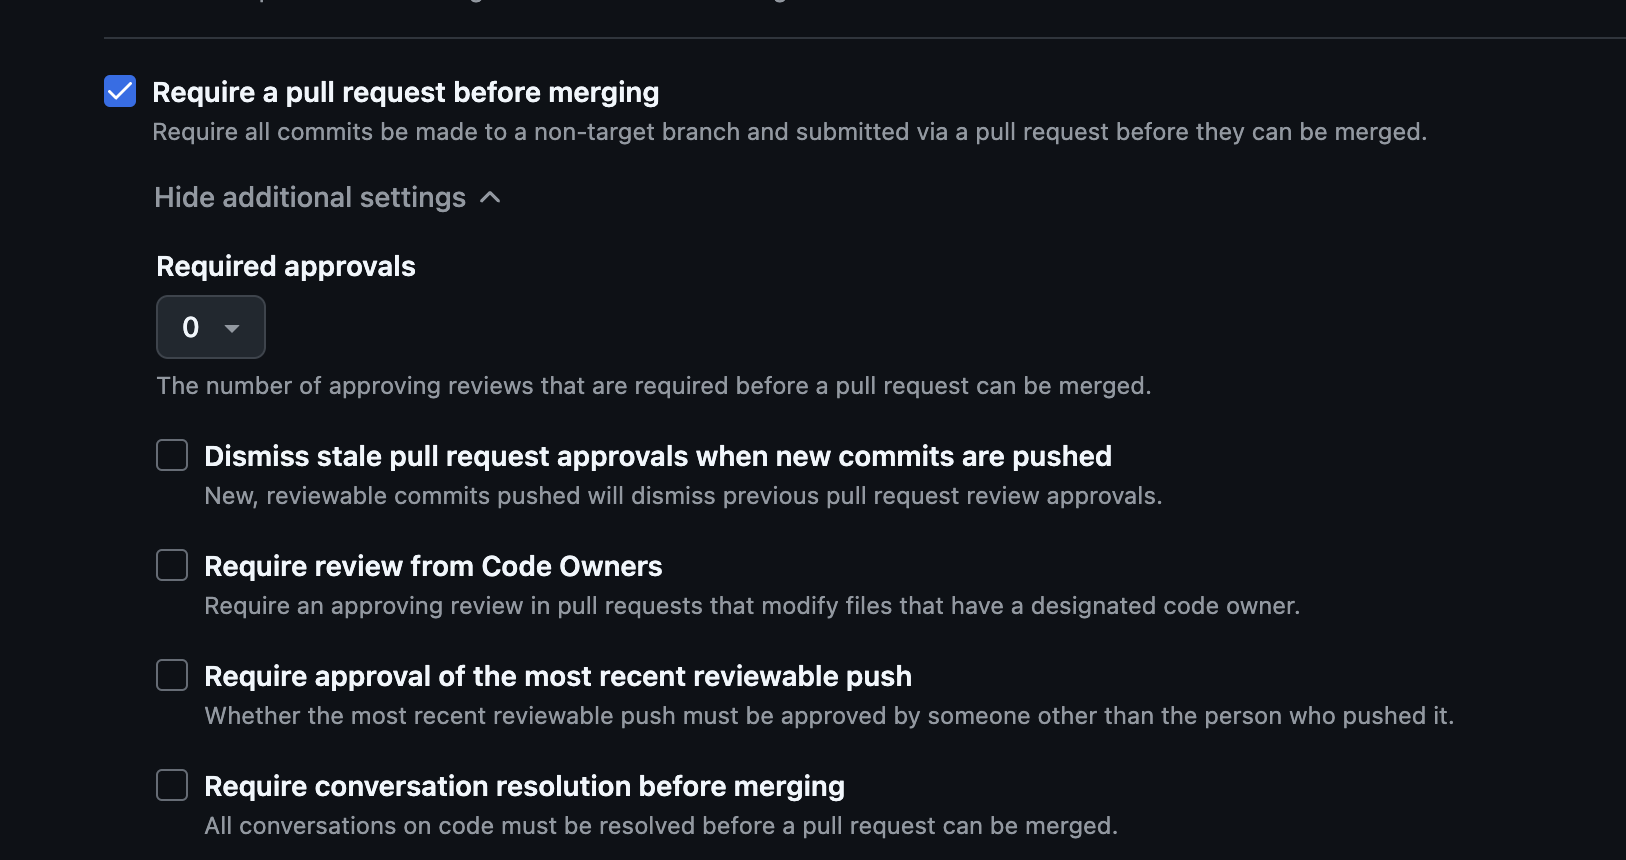 Require a pull request before merging
Require all commits be made to a non-target branch and submitted via a pull request before they can be merged.
Hide additional settings
Required approvals
0
The number of approving reviews that are required before a pull request can be merged.
Dismiss stale pull request approvals when new commits are pushed
New, reviewable commits pushed will dismiss previous pull request review approvals.
Require review from Code Owners
Require an approving review in pull requests that modify files that have a designated code owner.
Require approval of the most recent reviewable push
Whether the most recent reviewable push must be approved by someone other than the person who pushed it.
Require conversation resolution before merging
All conversations on code must be resolved before a pull request can be merged.